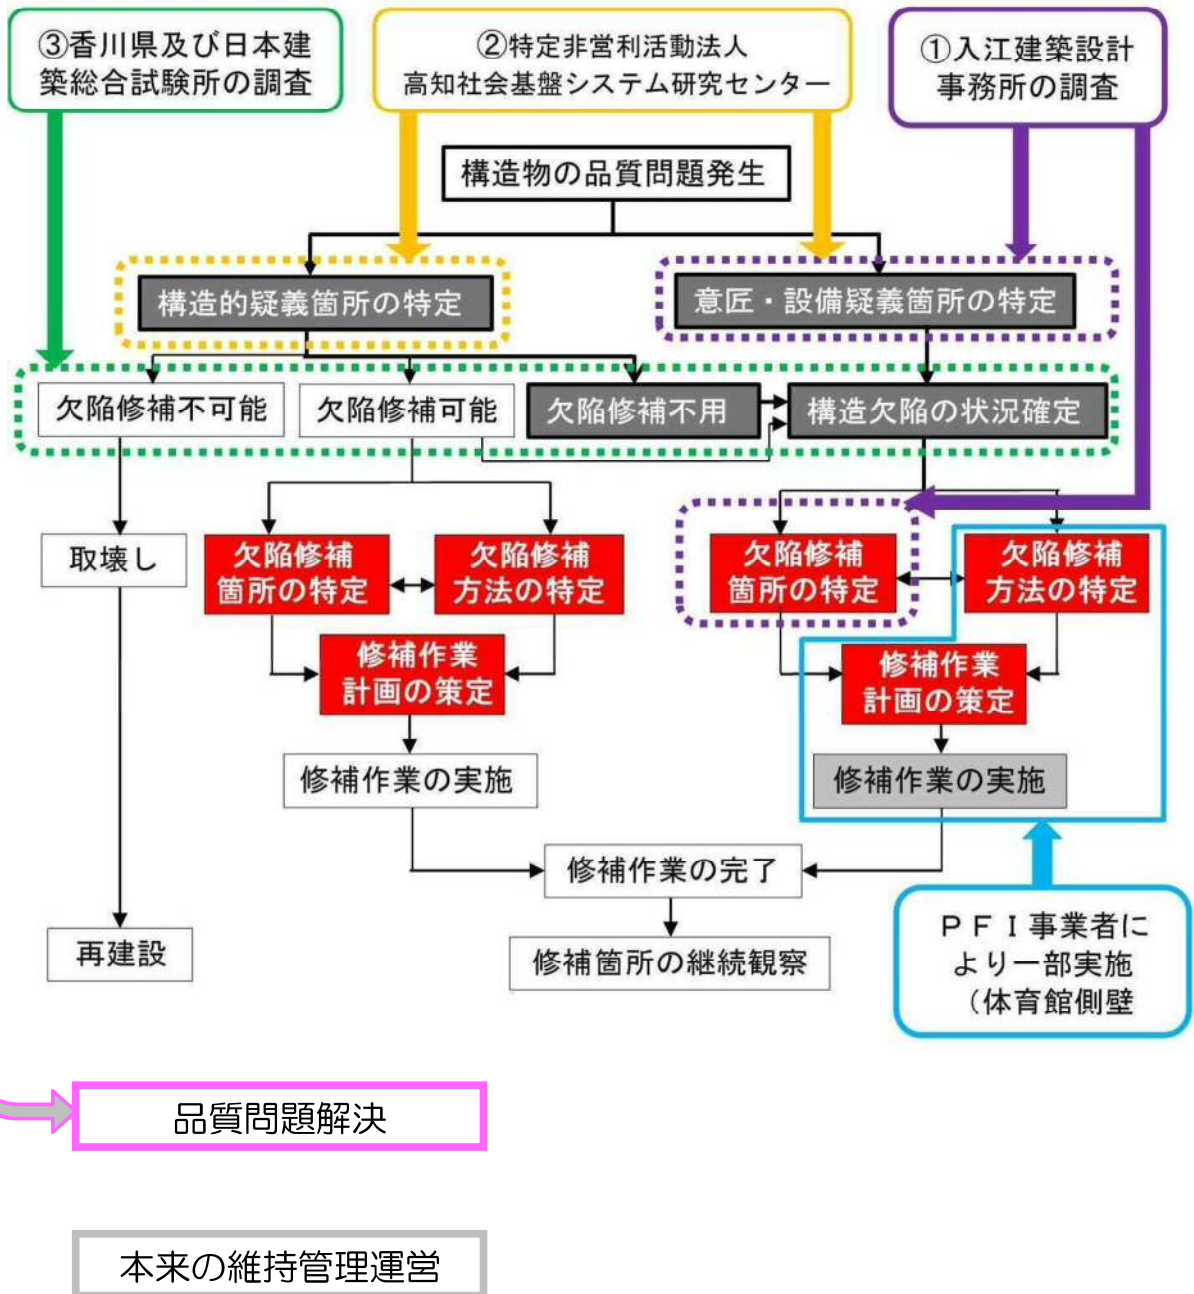 ③香川県及び日本建
築総合試験所の調査
②特定非営利活動法人
高知社会基盤システム研究センター
①入江建築設計
事務所の調査
構造物の品質問題発生
構造的疑義箇所の特定
意匠・設備疑義箇所の特定
欠陥修補不可能
欠陥修補可能
欠陥修補不用
構造欠陥の状況確定
取壊し
欠陥修補
箇所の特定
欠陥修補
方法の特定
欠陥修補
箇所の特定
欠陥修補
方法の特定
修補作業
計画の策定
修補作業
計画の策定
修補作業の実施
修補作業の実施
修補作業の完了
再建設
修補箇所の継続観察
ＰＦＩ事業者に
より一部実施
（体育館側壁
品質問題解決
本来の維持管理運営